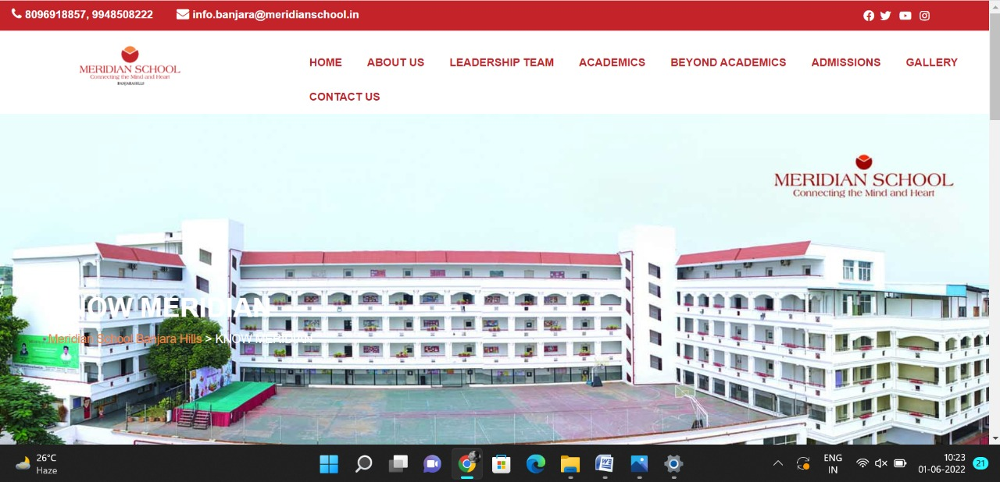 8096918857, 9948508222 info.banjara@meridianschool.in
MERIDIAN SCHOOL
Connecting the Mind and Heart
BANJARAHILLS
HOME ABOUT US LEADERSHIP TEAM ACADEMICS BEYOND ACADEMICS ADMISSIONS GALLERY
CONTACT US
MERIDIAN SCHOOL
Connecting the Mind and Heart
KNOW MERIDIAN
Meridian School Banjara Hills > KNOW MERIDIAN
26°C
Haze
W
ENG
IN
10:23
01-06-2022
21